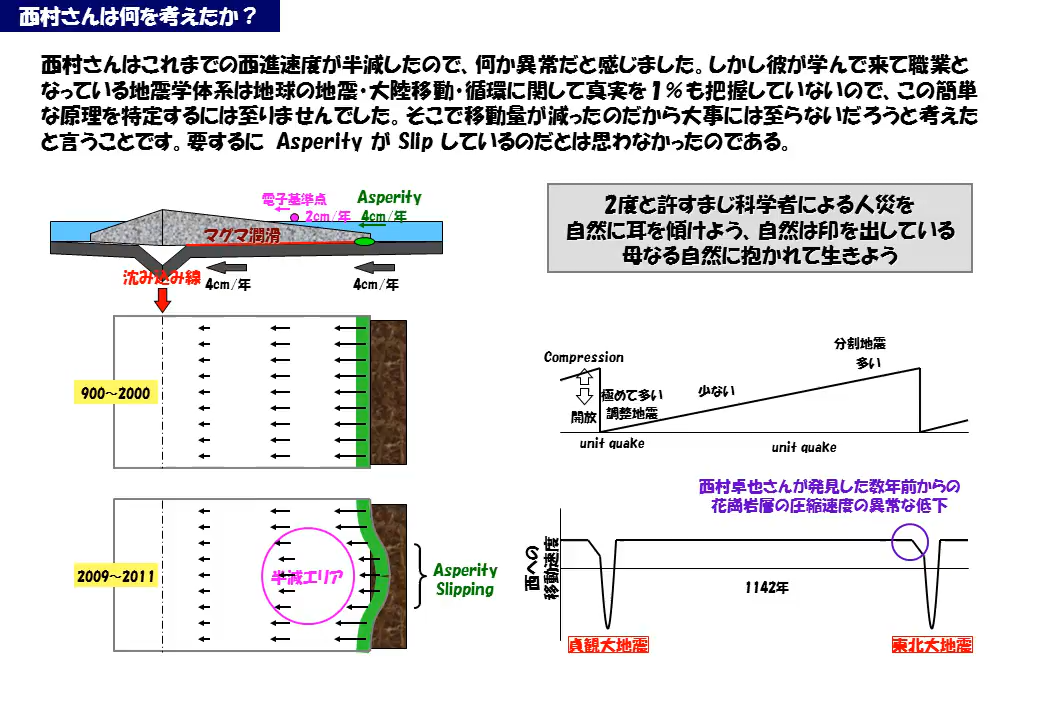 西村さんは何を考えたか？
西村さんはこれまでの西進速度が半減したので、何か異常だと感じました。しかし彼が学んで来て職業と
なっている地震学体系は地球の地震・大陸移動・循環に関して真実を１％も把握していないので、この簡単
な原理を特定するには至りませんでした。そこで移動量が減ったのだから大事には至らないだろうと考えた
と言うことです。要するに Asperity が Slip しているのだとは思わなかったのである。
電子基準点
Asperity
2cm/年
4cm/年
マグマ潤滑
沈み込み線
4cm/年
4cm/年
2度と許すまじ科学者による人災を
自然に耳を傾けよう、自然は印を出している
母なる自然に抱かれて生きよう
900～2000
Compression
分割地震
多い
極めて多い
調整地震
少ない
開放
unit quake
unit quake
西村卓也さんが発見した数年前からの
花崗岩層の圧縮速度の異常な低下
2009～2011
半減エリア
Asperity
Slipping
西への
移動速度
1142年
貞観大地震
東北大地震